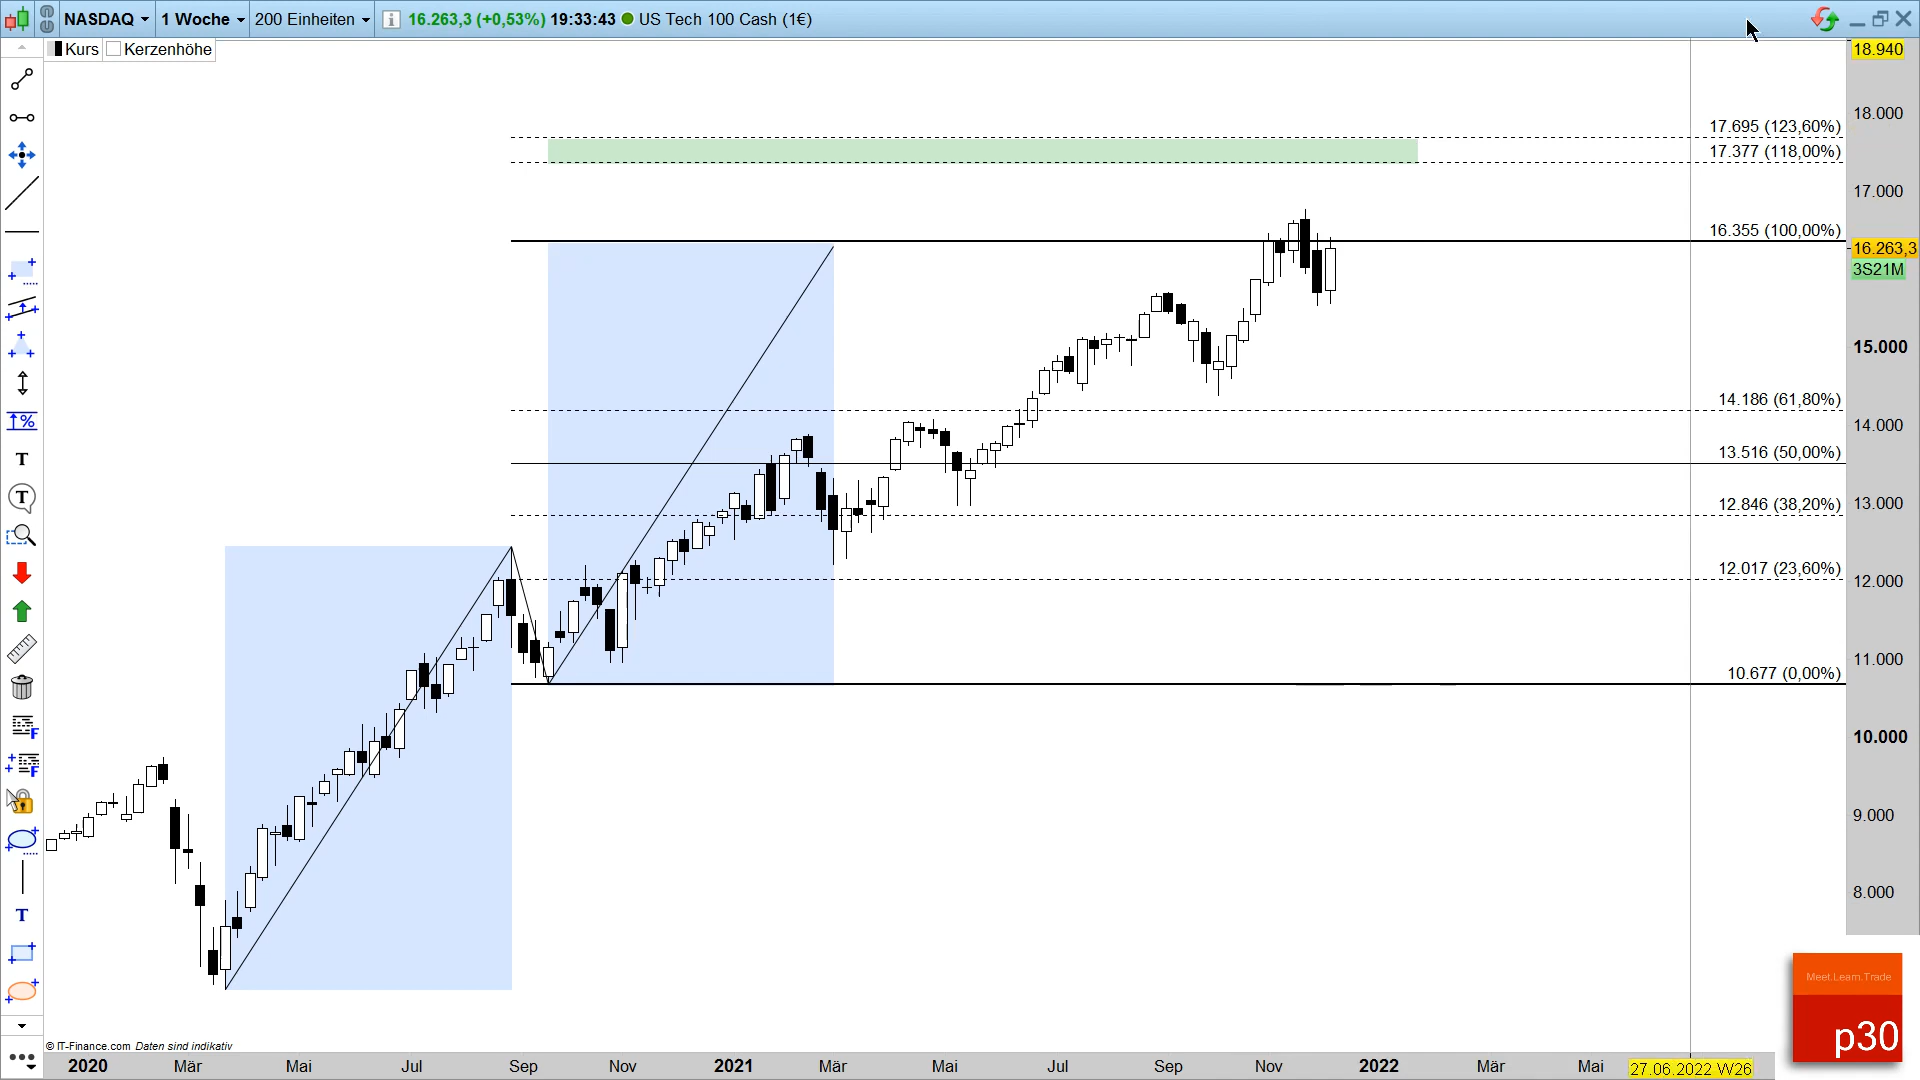 NASDAQ 1 Woche 200 Einheiten 16.263,3 (+0,53%) 19:33:43 US Tech 100 Cash (1€)
Kurs Kerzenhöhe
18.940
18.000
17.695 (123,60%)
17.377 (118,00%)
17.000
16.355 (100,00%)
16.263,3
3S21M
15.000
14.186 (61,80%)
14.000
13.516 (50,00%)
13.000
12.846 (38,20%)
12.017 (23,60%)
12.000
11.000
10.677 (0,00%)
10.000
9.000
8.000
%
T
T
F
F
T
Meet.Learn.Trade
p30
© IT-Finance.com Daten sind indikativ
2020 Mär Mai Jul Sep Nov 2021 Mär Mai Jul Sep Nov 2022 Mär Mai 27.06.2022 W26